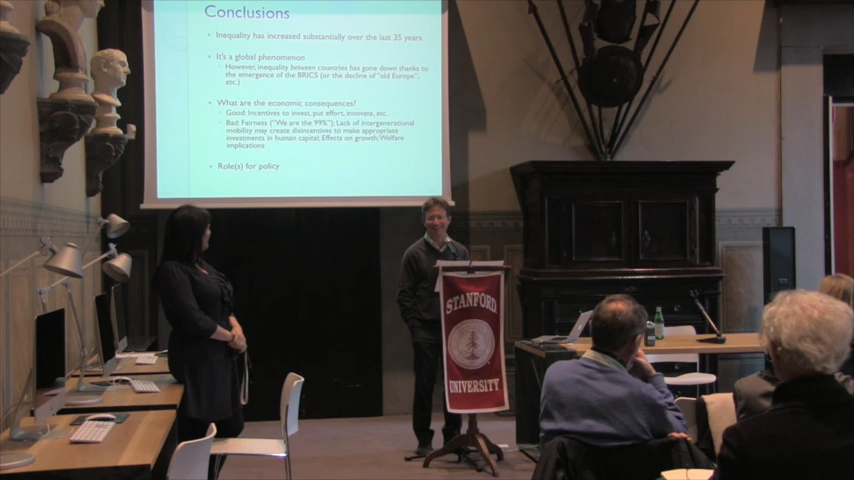 Conclusions
• Inequality has increased substantially over the last 35 years
• It's a global phenomenon
• However, inequality between countries has gone down thanks to
the emergence of the BRICS (or the decline of "old Europe",
etc.)
• What are the economic consequences?
• Good: Incentives to invest, put effort, innovate, etc.
• Bad: Fairness ("We are the 99%"); Lack of intergenerational
mobility may create disincentives to make appropriate
investments in human capital; Effects on growth; Welfare
implications
• Role(s) for policy
STANFORD
UNIVERSITY